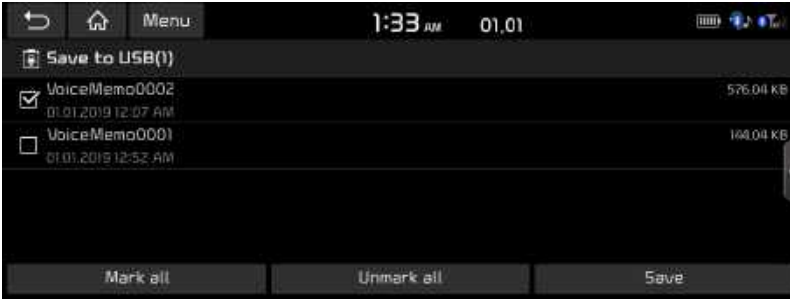 Menu 1:33 AM 01.01
Save to USB(1)
VoiceMemo0002 576.04 KB
01.01.2019 12:07 AM
VoiceMemo0001 144.04 KB
01.01.2019 12:52 AM
Mark all Unmark all Save